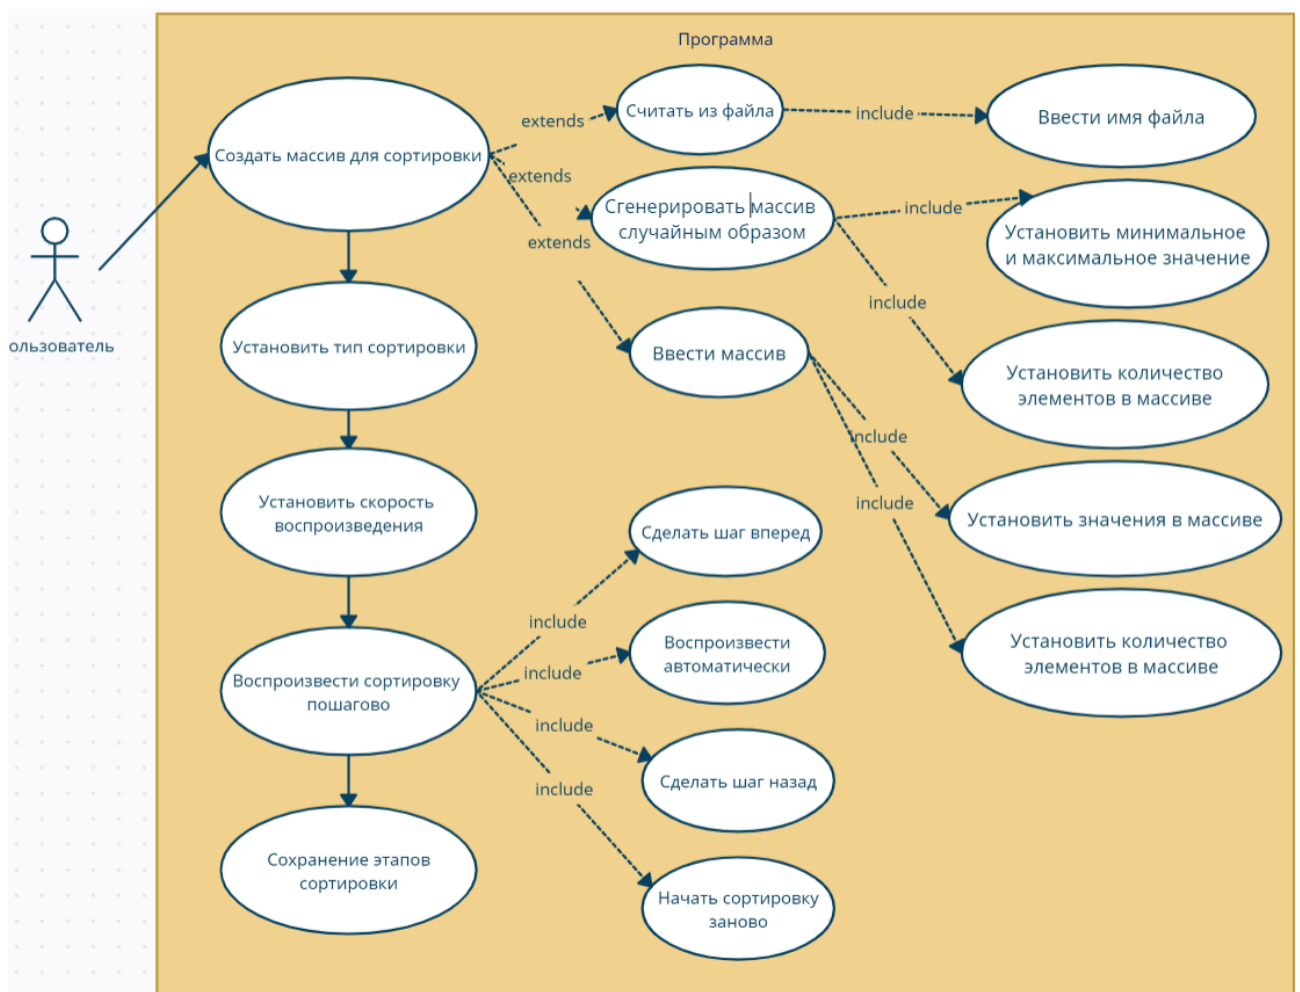 Программа
Создать массив для сортировки
extends
Считать из файла
include
Ввести имя файла
extends
Сгенерировать массив
случайным образом
include
Установить минимальное
и максимальное значение
extends
include
Установить количество
элементов в массиве
ользователь
Установить тип сортировки
Ввести массив
include
Установить значения в массиве
include
Установить количество
элементов в массиве
Установить скорость
воспроизведения
Воспроизвести сортировку
пошагово
include
Сделать шаг вперед
include
Воспроизвести
автоматически
include
Сделать шаг назад
include
Начать сортировку
заново
Сохранение этапов
сортировки